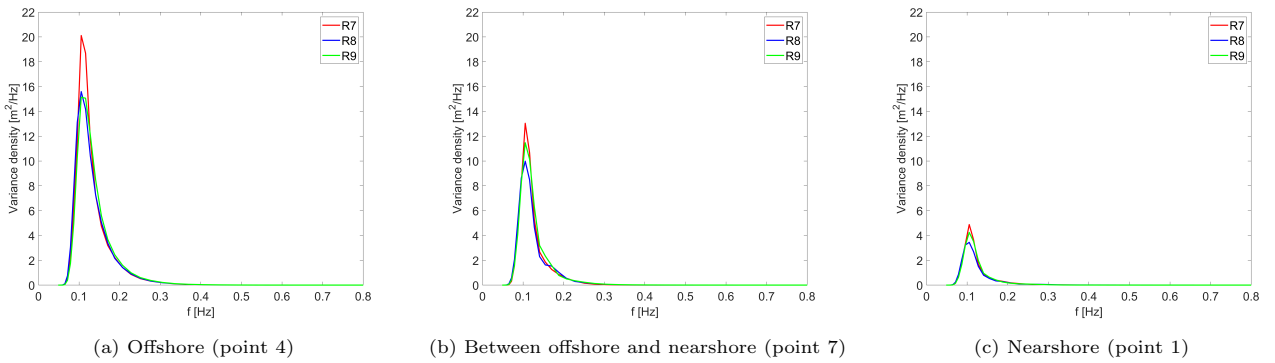 22
20
18
16
14
12
10
8
6
4
2
0
Variance density [m²/Hz]
R7
R8
R9
0 0.1 0.2 0.3 0.4 0.5 0.6 0.7 0.8
f [Hz]
(a) Offshore (point 4)
22
20
18
16
14
12
10
8
6
4
2
0
Variance density [m²/Hz]
R7
R8
R9
0 0.1 0.2 0.3 0.4 0.5 0.6 0.7 0.8
f [Hz]
(b) Between offshore and nearshore (point 7)
22
20
18
16
14
12
10
8
6
4
2
0
Variance density [m²/Hz]
R7
R8
R9
0 0.1 0.2 0.3 0.4 0.5 0.6 0.7 0.8
f [Hz]
(c) Nearshore (point 1)